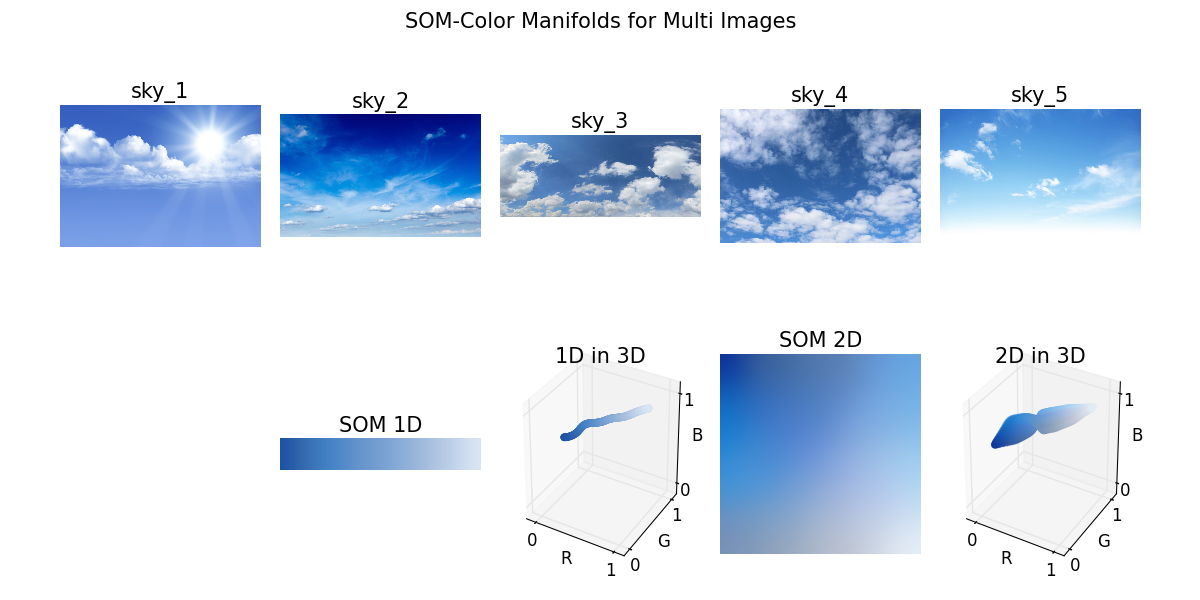 SOM-Color Manifolds for Multi Images
sky_1
sky_2
sky_3
sky_4
sky_5
SOM 1D
1D in 3D
1
B
0
1
G
0
0
R
1
SOM 2D
2D in 3D
1
B
0
1
G
0
0
R
1